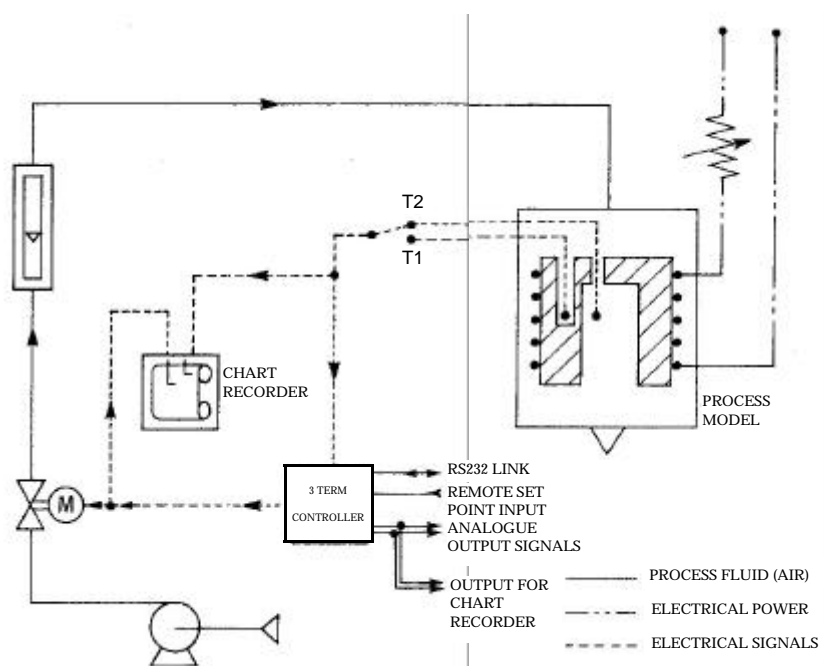 T2
T1
CHART
RECORDER
PROCESS
MODEL
M
3 TERM
CONTROLLER
RS232 LINK
REMOTE SET
POINT INPUT
ANALOGUE
OUTPUT SIGNALS
OUTPUT FOR
CHART
RECORDER
PROCESS FLUID (AIR)
ELECTRICAL POWER
ELECTRICAL SIGNALS